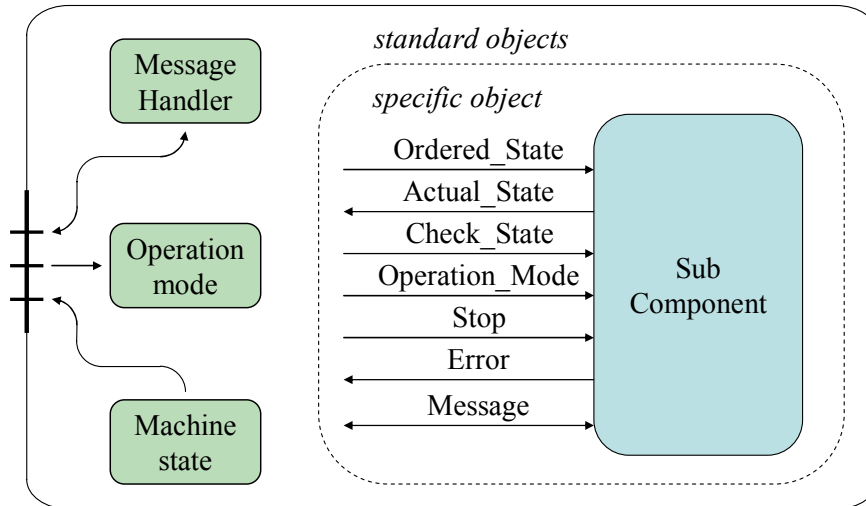 standard objects
Message
Handler
specific object
Ordered_State
Actual_State
Check_State
Operation
mode
Operation_Mode
Stop
Error
Message
Sub
Component
Machine
state